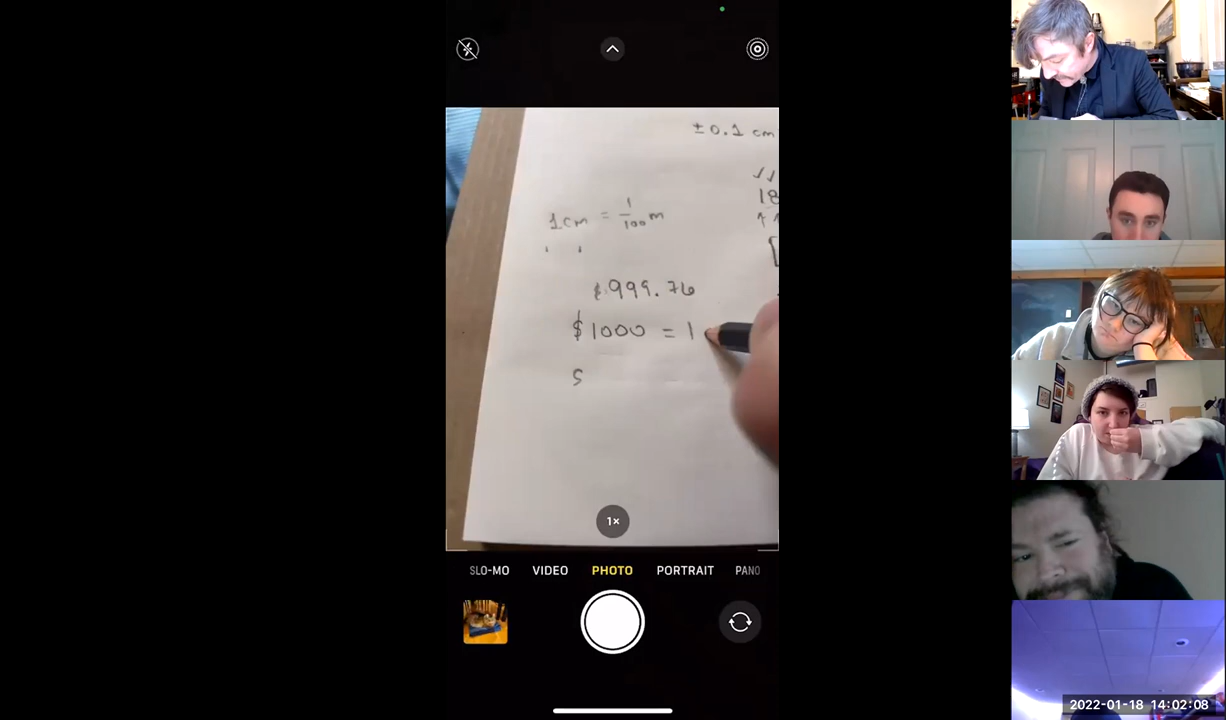 ± 0.1 cm
18
1cm = 1/100 m
999.76
$1000 = 1
S
1×
SLO-MO VIDEO PHOTO PORTRAIT PANO
2022-01-18 14:02:08